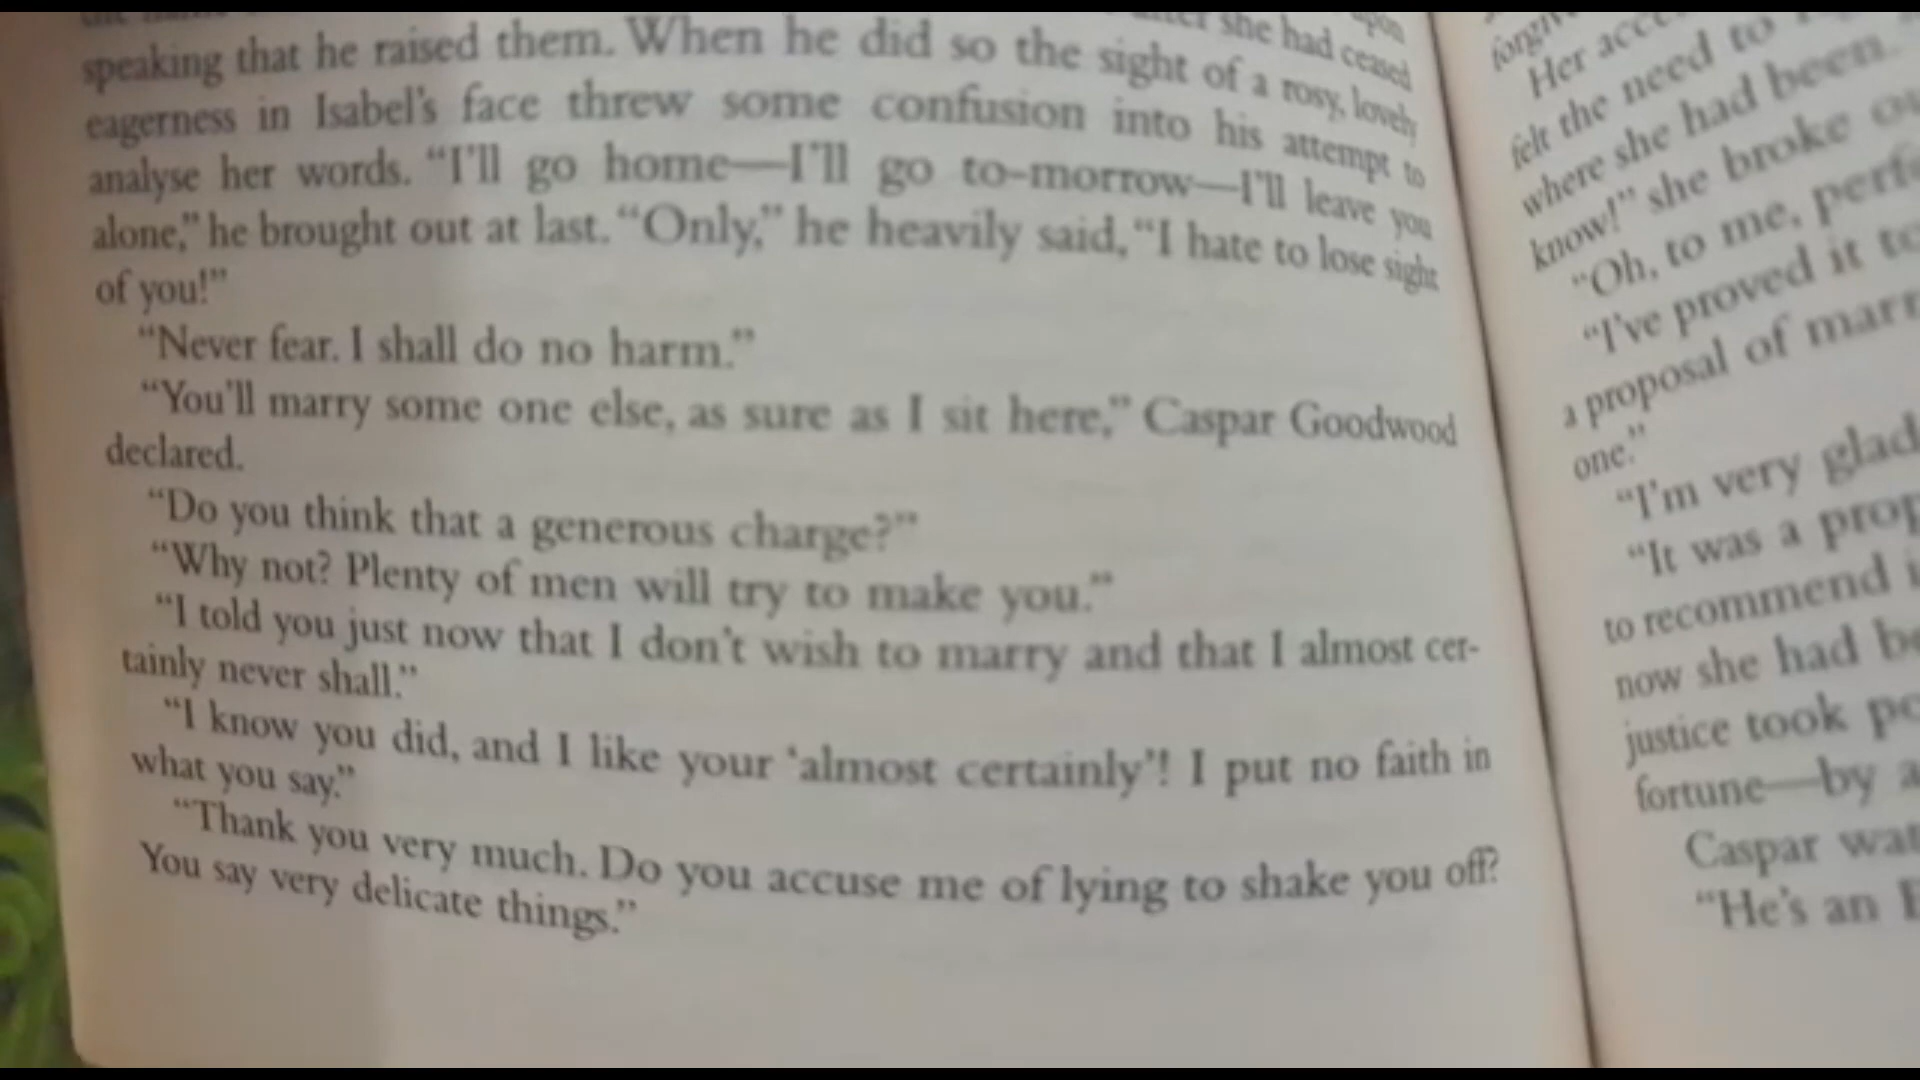 after she had ceased
speaking that he raised them. When he did so the sight of a rosy, lovely
eagerness in Isabel's face threw some confusion into his attempt to
analyse her words. “I'll go home—I'll go to-morrow—I'll leave you
alone,” he brought out at last. “Only,” he heavily said, “I hate to lose sight
of you!”
“Never fear. I shall do no harm.”
“You'll marry some one else, as sure as I sit here,” Caspar Goodwood
declared.
“Do you think that a generous charge?”
“Why not? Plenty of men will try to make you.”
“I told you just now that I don't wish to marry and that I almost cer-
tainly never shall.”
“I know you did, and I like your ‘almost certainly’! I put no faith in
what you say.”
“Thank you very much. Do you accuse me of lying to shake you off?
You say very delicate things.”
Her
felt the need to
where she had been.
know!” she broke
“Oh, to me,
“I've proved it
a proposal of
one.”
“I'm very glad
“It was a
to recommend
now she had
justice took
fortune—by a
Caspar
“He's an